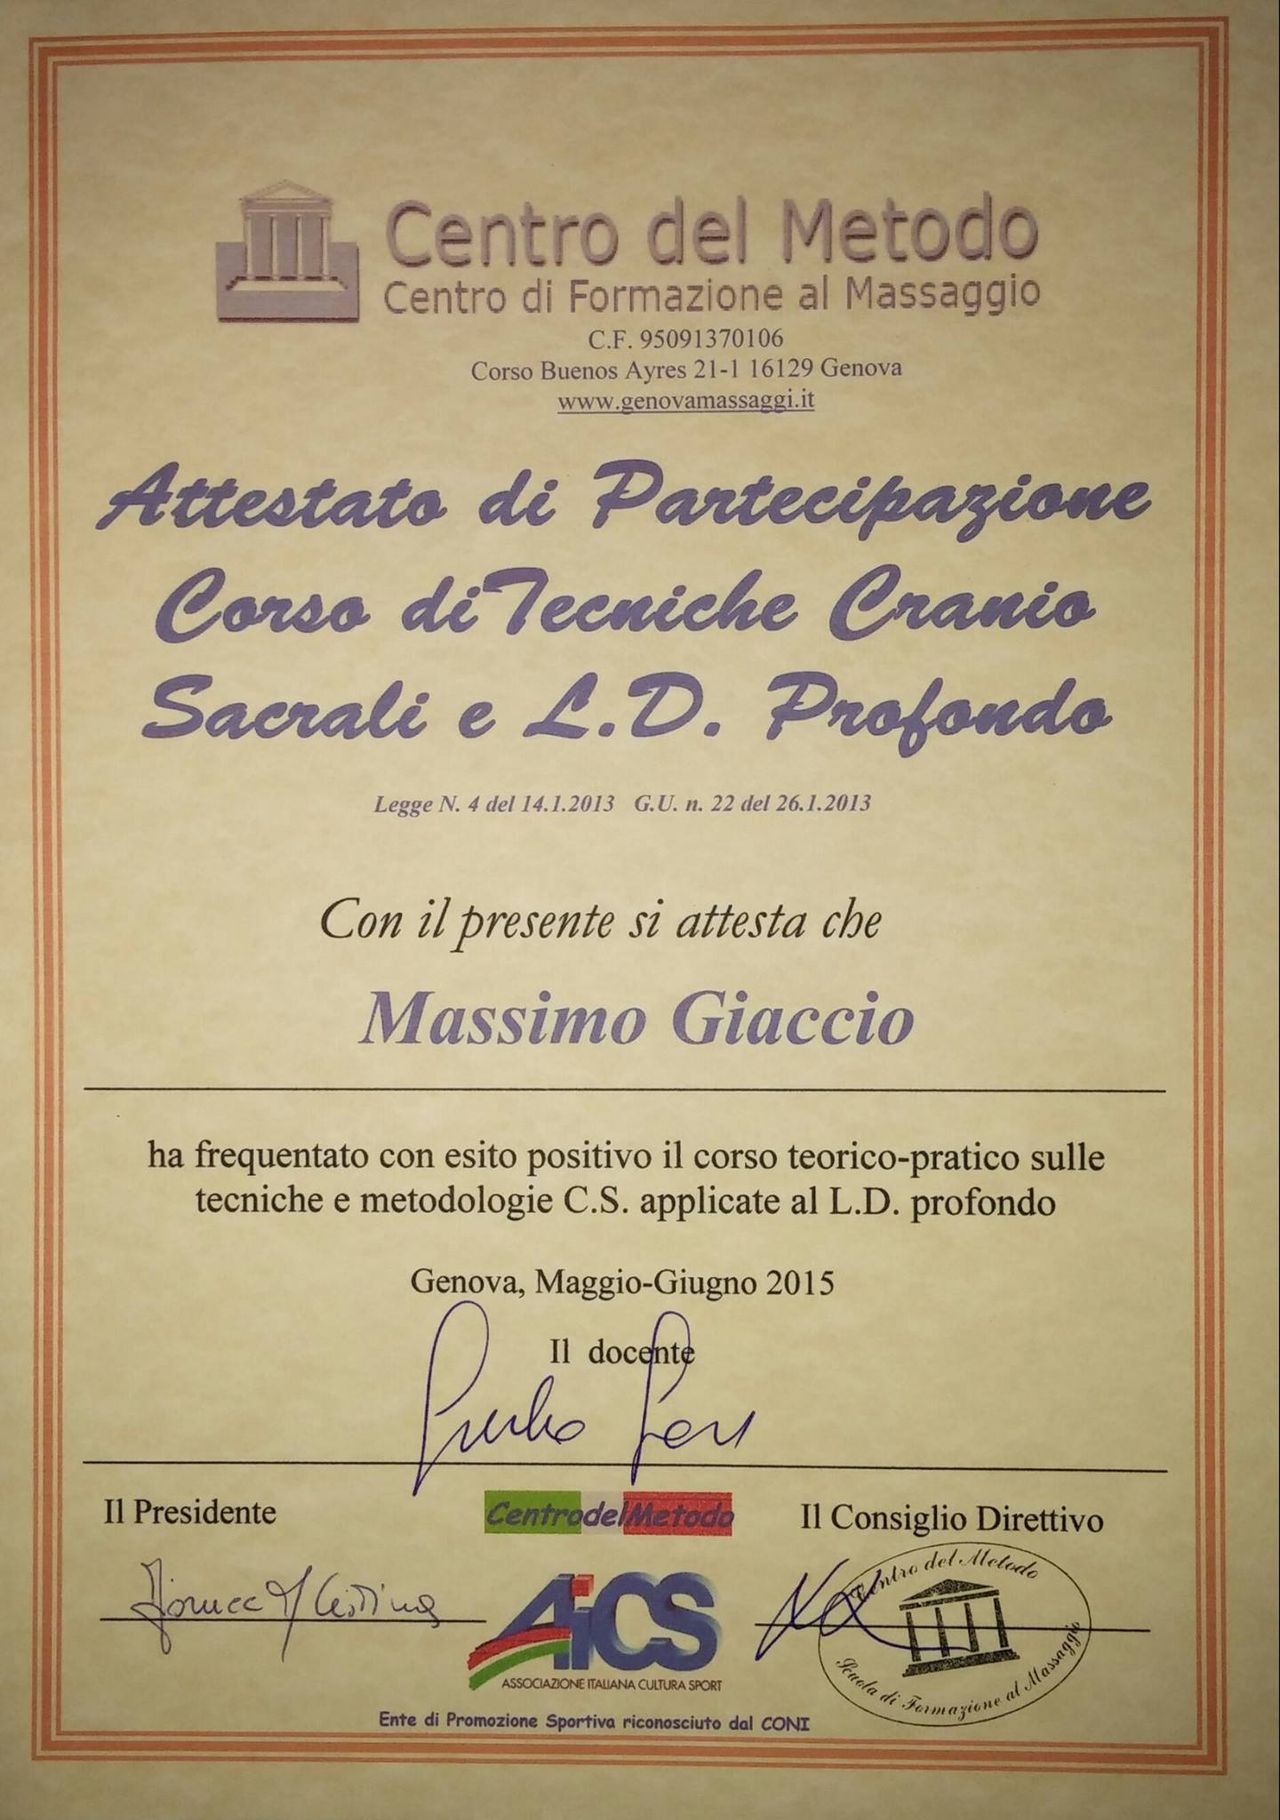 Centro del Metodo
Centro di Formazione al Massaggio
C.F. 95091370106
Corso Buenos Ayres 21-1 16129 Genova
www.genovamassaggi.it
Attestato di Partecipazione
Corso di Tecniche Cranio
Sacrali e L.D. Profondo
Legge N. 4 del 14.1.2013 G.U. n. 22 del 26.1.2013
Con il presente si attesta che
Massimo Giaccio
ha frequentato con esito positivo il corso teorico-pratico sulle
tecniche e metodologie C.S. applicate al L.D. profondo
Genova, Maggio-Giugno 2015
Il docente
Il Presidente
CentrodelMetodo
Il Consiglio Direttivo
Centro del Metodo
Scuola di Formazione al Massaggio
AiCS
ASSOCIAZIONE ITALIANA CULTURA SPORT
Ente di Promozione Sportiva riconosciuto dal CONI